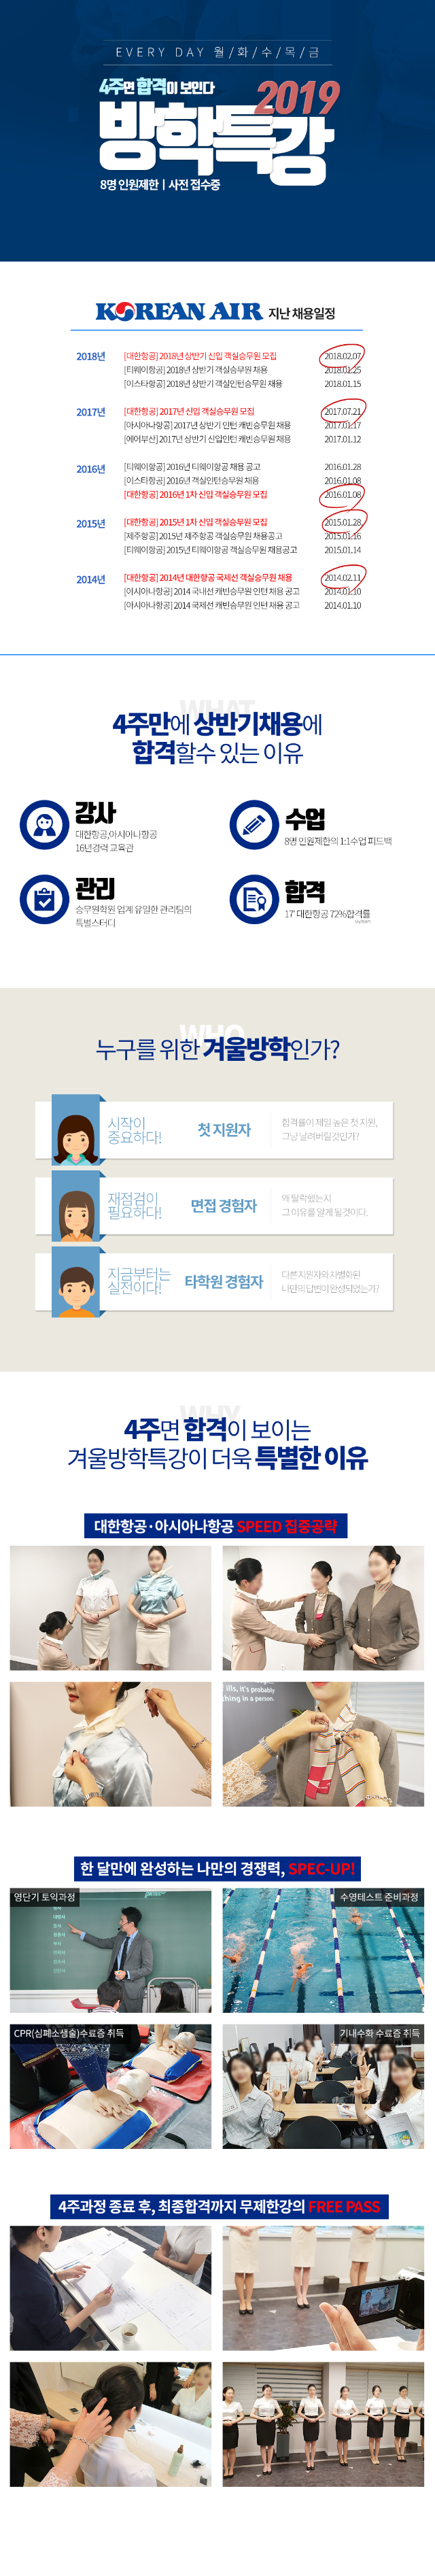 EVERY DAY 월/화/수/목/금
4주면 합격이 보인다
2019
방학특강
8명 인원제한 | 사전 접수중
KOREAN AIR 지난 채용일정
2018년
[대한항공] 2018년 상반기 신입 객실승무원 모집 2018.02.07
[티웨이항공] 2018년 상반기 객실승무원 채용 2018.01.25
[이스타항공] 2018년 상반기 객실인턴승무원 채용 2018.01.15
2017년
[대한항공] 2017년 신입 객실승무원 모집 2017.07.21
[아시아나항공] 2017년 상반기 인턴 캐빈승무원 채용 2017.01.17
[에어부산] 2017년 상반기 신입인턴 캐빈승무원 채용 2017.01.12
2016년
[티웨이항공] 2016년 티웨이항공 채용 공고 2016.01.28
[이스타항공] 2016년 객실인턴승무원 채용 2016.01.08
[대한항공] 2016년 1차 신입 객실승무원 모집 2016.01.08
2015년
[대한항공] 2015년 1차 신입 객실승무원 모집 2015.01.28
[제주항공] 2015년 제주항공 객실승무원 채용공고 2015.01.16
[티웨이항공] 2015년 티웨이항공 객실승무원 채용공고 2015.01.14
2014년
[대한항공] 2014년 대한항공 국제선 객실승무원 채용 2014.02.11
[아시아나항공] 2014 국내선 캐빈승무원 인턴 채용 공고 2014.01.10
[아시아나항공] 2014 국제선 캐빈승무원 인턴 채용 공고 2014.01.10
WHAT
4주만에 상반기채용에
합격할수 있는 이유
강사
대한항공,아시아나항공
16년경력 교육관
수업
8명 인원제한의 1:1수업 피드백
관리
승무원학원 업계 유일한 관리팀의
특별스터디
합격
17' 대한항공 72%합격률
WHO
누구를 위한 겨울방학인가?
시작이
중요하다!
첫 지원자
합격률이 제일 높은 첫 지원,
그냥 날려버릴것인가?
재점검이
필요하다!
면접 경험자
왜 탈락했는지
그 이유를 알게 될것이다.
지금부터는
실전이다!
타학원 경험자
다른지원자와 차별화된
나만의 답변이 완성되었는가?
WHY
4주면 합격이 보이는
겨울방학특강이 더욱 특별한 이유
대한항공·아시아나항공 SPEED 집중공략
ills, it's probably
thing in a person.
한 달만에 완성하는 나만의 경쟁력, SPEC-UP!
영단기 토익과정
수영테스트 준비과정
CPR(심폐소생술)수료증 취득
기내수화 수료증 취득
4주과정 종료 후, 최종합격까지 무제한강의 FREE PASS